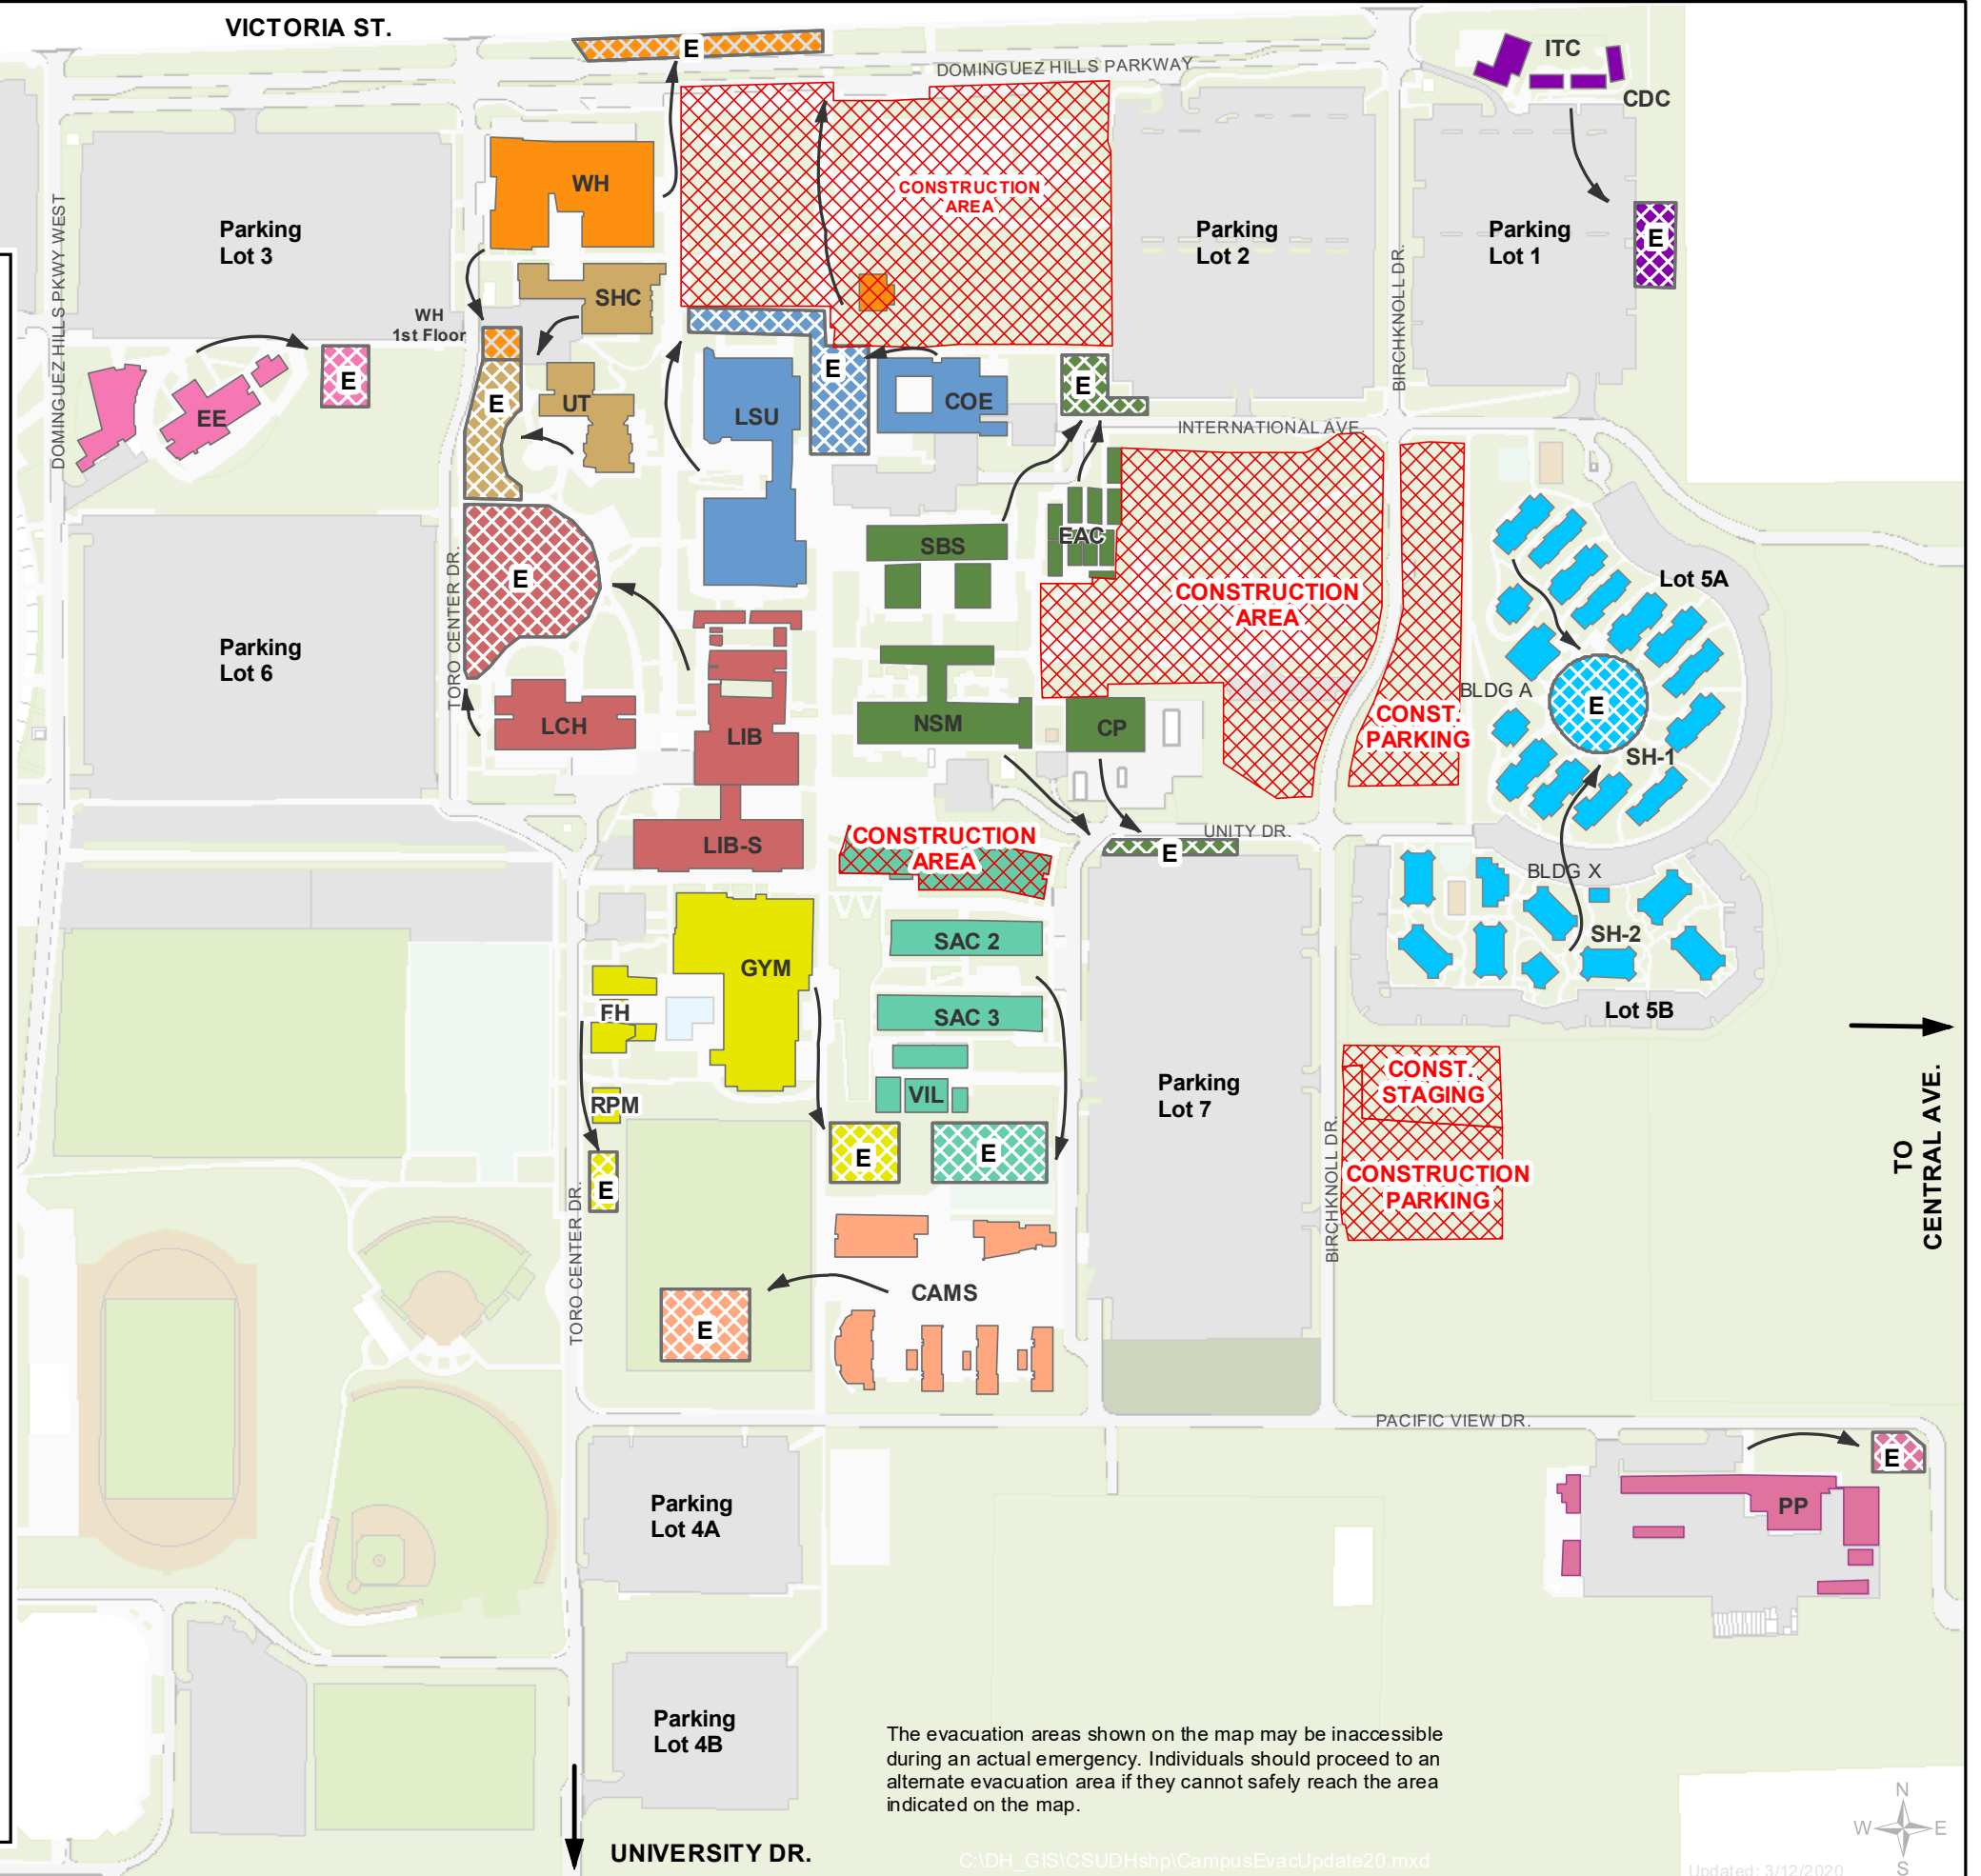 VICTORIA ST.
E
ITC
DOMINGUEZ HILLS PARKWAY
CDC
WH
CONSTRUCTION
AREA
Parking
Lot 3
Parking
Lot 2
Parking
Lot 1
E
DOMINGUEZ HILLS PKWY WEST
BIRCHKNOLL DR.
SHC
WH
1st Floor
E
E
E
E
EE
UT
LSU
COE
INTERNATIONAL AVE.
SBS
EAC
E
TORO CENTER DR.
CONSTRUCTION
AREA
Lot 5A
Parking
Lot 6
BLDG A
E
LCH
LIB
NSM
CP
CONST.
PARKING
SH-1
UNITY DR.
E
LIB-S
CONSTRUCTION
AREA
BLDG X
SH-2
SAC 2
GYM
SAC 3
FH
Lot 5B
RPM
VIL
Parking
Lot 7
CONST.
STAGING
TO
CENTRAL AVE.
E
E
E
CONSTRUCTION
PARKING
BIRCHKNOLL DR.
TORO CENTER DR.
CAMS
E
PACIFIC VIEW DR.
E
PP
Parking
Lot 4A
Parking
Lot 4B
The evacuation areas shown on the map may be inaccessible
during an actual emergency. Individuals should proceed to an
alternate evacuation area if they cannot safely reach the area
indicated on the map.
N
W E
S
UNIVERSITY DR.
C:\DH_GIS\CSUDHshp\CampusEvacUpdate20.mxd
Updated: 3/12/2020